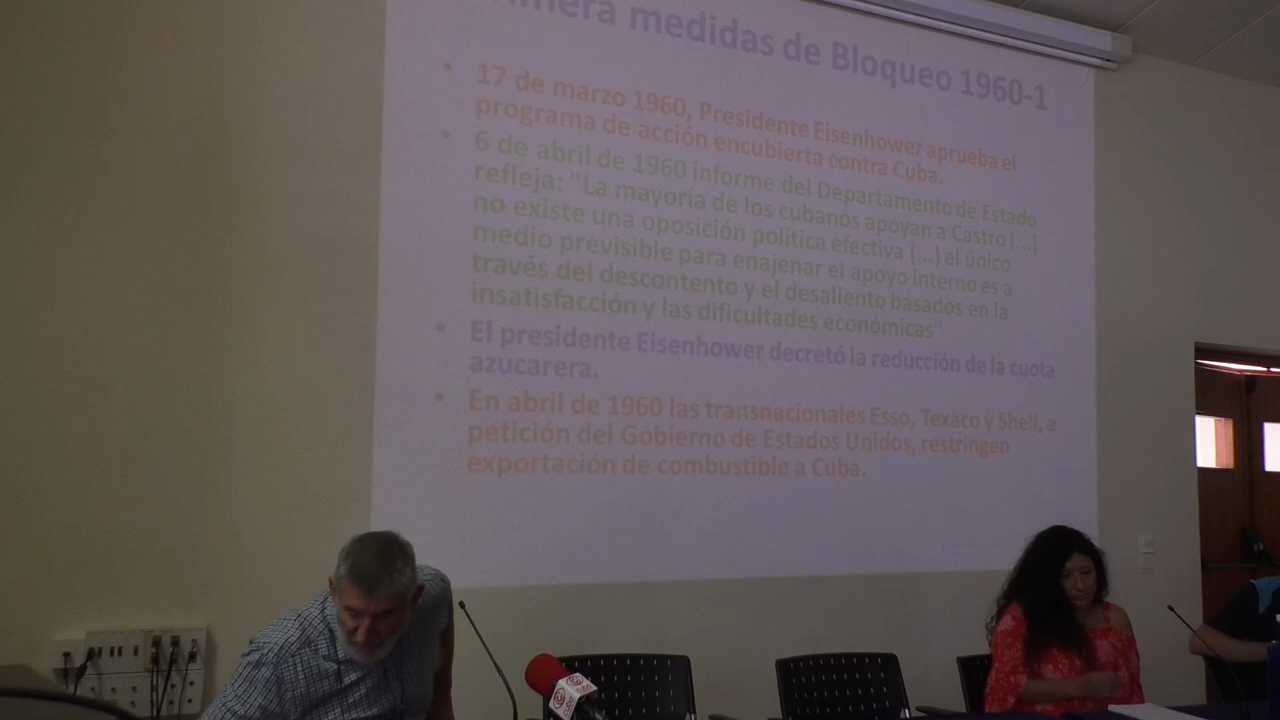 imera medidas de Bloqueo 1960-1
• 17 de marzo 1960, Presidente Eisenhower aprueba el
programa de acción encubierta contra Cuba.
• 6 de abril de 1960 informe del Departamento de Estado
refleja: "La mayoría de los cubanos apoyan a Castro (...)
no existe una oposición política efectiva (...) el único
medio previsible para enajenar el apoyo interno es a
través del descontento y el desaliento basados en la
insatisfacción y las dificultades económicas"
• El presidente Eisenhower decretó la reducción de la cuota
azucarera.
• En abril de 1960 las transnacionales Esso, Texaco y Shell, a
petición del Gobierno de Estados Unidos, restringen
exportación de combustible a Cuba.